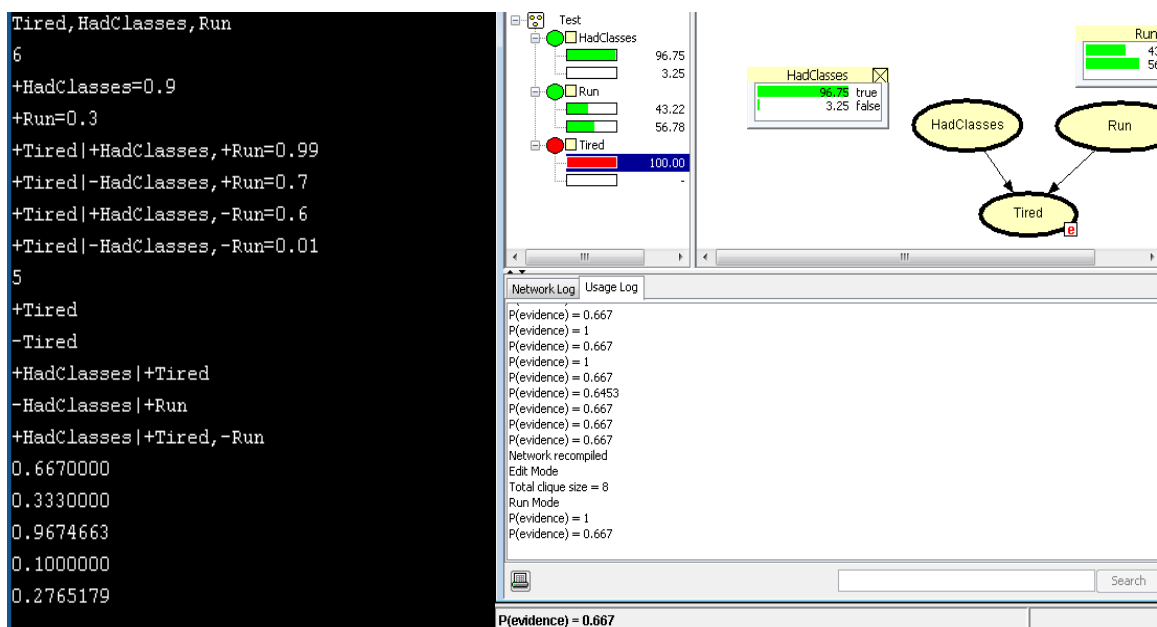 Tired,HadClasses,Run
6
+HadClasses=0.9
+Run=0.3
+Tired|+HadClasses,+Run=0.99
+Tired|-HadClasses,+Run=0.7
+Tired|+HadClasses,-Run=0.6
+Tired|-HadClasses,-Run=0.01
5
+Tired
-Tired
+HadClasses|+Tired
-HadClasses|+Run
+HadClasses|+Tired,-Run
0.6670000
0.3330000
0.9674663
0.1000000
0.2765179
Test
HadClasses
96.75
3.25
Run
43.22
56.78
Tired
100.00
-
HadClasses
96.75 true
3.25 false
Run
HadClasses
Run
Tired
e
Network Log Usage Log
P(evidence) = 0.667
P(evidence) = 1
P(evidence) = 0.667
P(evidence) = 1
P(evidence) = 0.667
P(evidence) = 0.6453
P(evidence) = 0.667
P(evidence) = 0.667
P(evidence) = 0.667
Network recompiled
Edit Mode
Total clique size = 8
Run Mode
P(evidence) = 1
P(evidence) = 0.667
Search
P(evidence) = 0.667